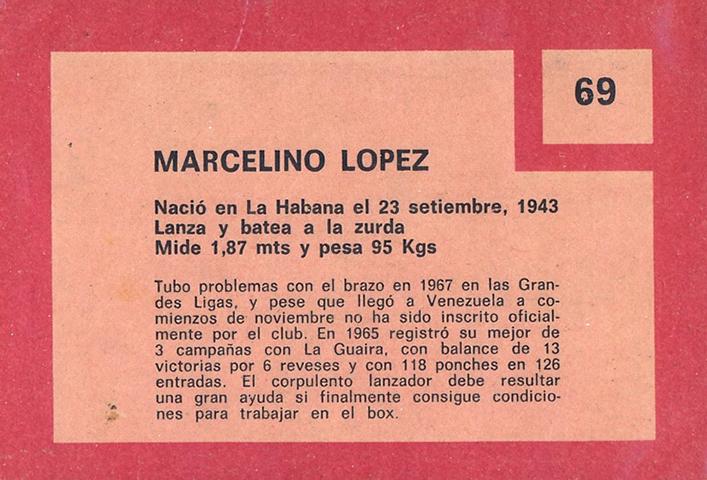 69
MARCELINO LOPEZ
Nació en La Habana el 23 setiembre, 1943
Lanza y batea a la zurda
Mide 1,87 mts y pesa 95 Kgs
Tubo problemas con el brazo en 1967 en las Gran-
des Ligas, y pese que llegó a Venezuela a co-
mienzos de noviembre no ha sido inscrito oficial-
mente por el club. En 1965 registró su mejor de
3 campañas con La Guaira, con balance de 13
victorias por 6 reveses y con 118 ponches en 126
entradas. El corpulento lanzador debe resultar
una gran ayuda si finalmente consigue condicio-
nes para trabajar en el box.